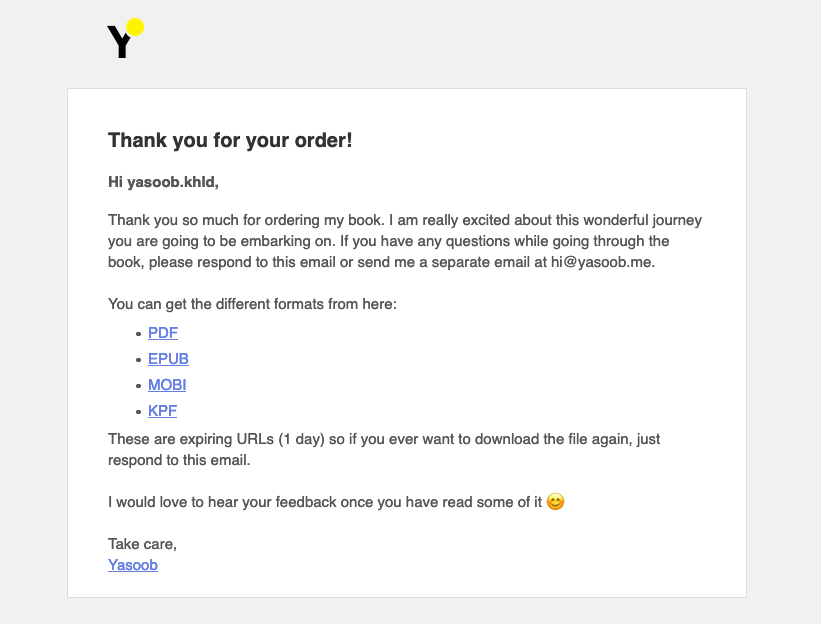 Y
Thank you for your order!
Hi yasoob.khld,
Thank you so much for ordering my book. I am really excited about this wonderful journey
you are going to be embarking on. If you have any questions while going through the
book, please respond to this email or send me a separate email at hi@yasoob.me.
You can get the different formats from here:
• PDF
• EPUB
• MOBI
• KPF
These are expiring URLs (1 day) so if you ever want to download the file again, just
respond to this email.
I would love to hear your feedback once you have read some of it 😊
Take care,
Yasoob